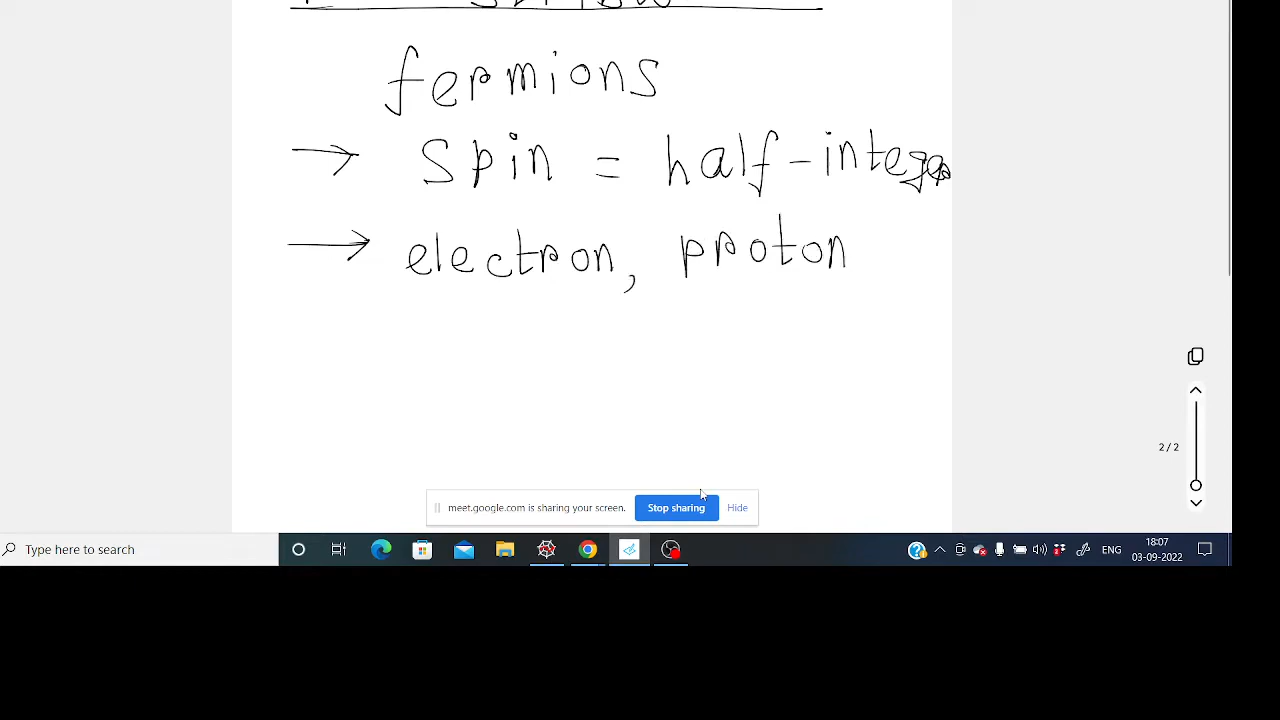 fermions
→ spin = half-integer
→ electron, proton
2 / 2
meet.google.com is sharing your screen. Stop sharing Hide
Type here to search
ENG
18:07
03-09-2022